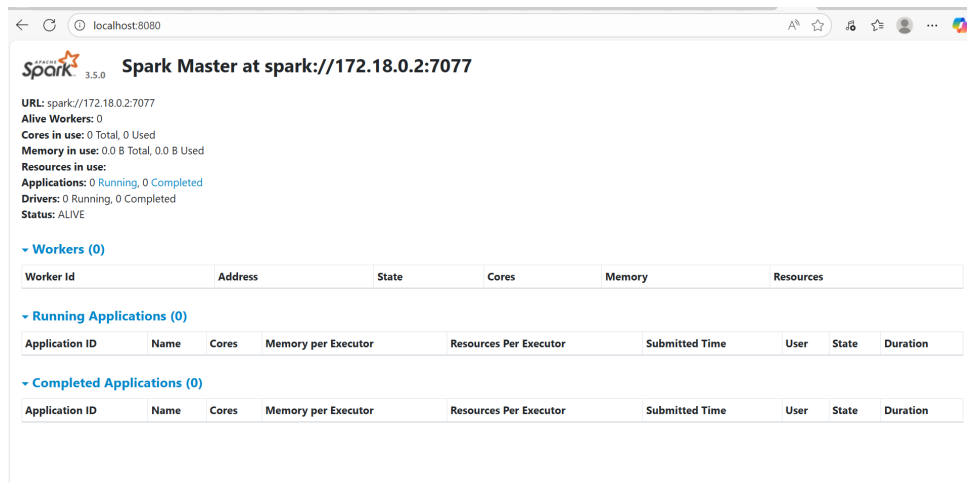 localhost:8080
APACHE Spark 3.5.0 Spark Master at spark://172.18.0.2:7077
URL: spark://172.18.0.2:7077
Alive Workers: 0
Cores in use: 0 Total, 0 Used
Memory in use: 0.0 B Total, 0.0 B Used
Resources in use:
Applications: 0 Running, 0 Completed
Drivers: 0 Running, 0 Completed
Status: ALIVE
Workers (0)
Worker Id Address State Cores Memory Resources
Running Applications (0)
Application ID Name Cores Memory per Executor Resources Per Executor Submitted Time User State Duration
Completed Applications (0)
Application ID Name Cores Memory per Executor Resources Per Executor Submitted Time User State Duration